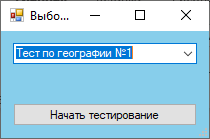 Выбо...
Тест по географии №1
Начать тестирование